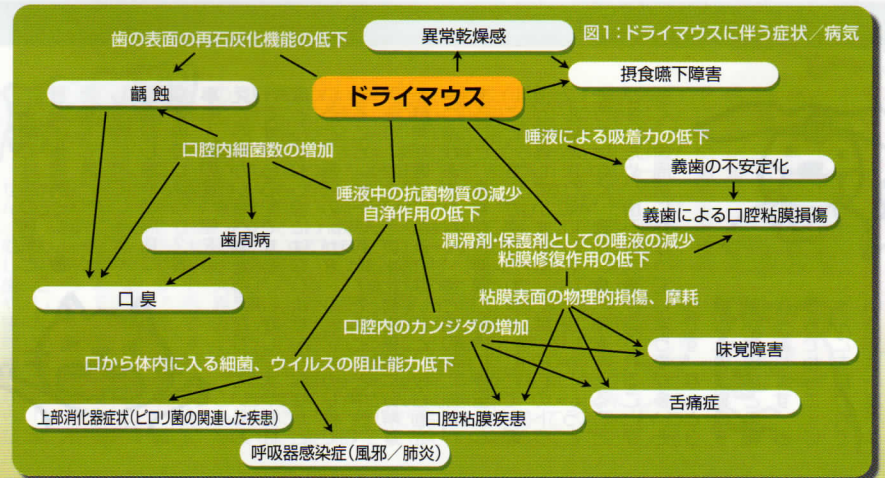 図1：ドライマウスに伴う症状／病気
歯の表面の再石灰化機能の低下
異常乾燥感
摂食嚥下障害
齲蝕
ドライマウス
唾液による吸着力の低下
口腔内細菌数の増加
義歯の不安定化
唾液中の抗菌物質の減少
自浄作用の低下
義歯による口腔粘膜損傷
歯周病
潤滑剤・保護剤としての唾液の減少
粘膜修復作用の低下
口臭
粘膜表面の物理的損傷、摩耗
口腔内のカンジダの増加
味覚障害
口から体内に入る細菌、ウイルスの阻止能力低下
舌痛症
上部消化器症状(ピロリ菌の関連した疾患)
口腔粘膜疾患
呼吸器感染症(風邪／肺炎)